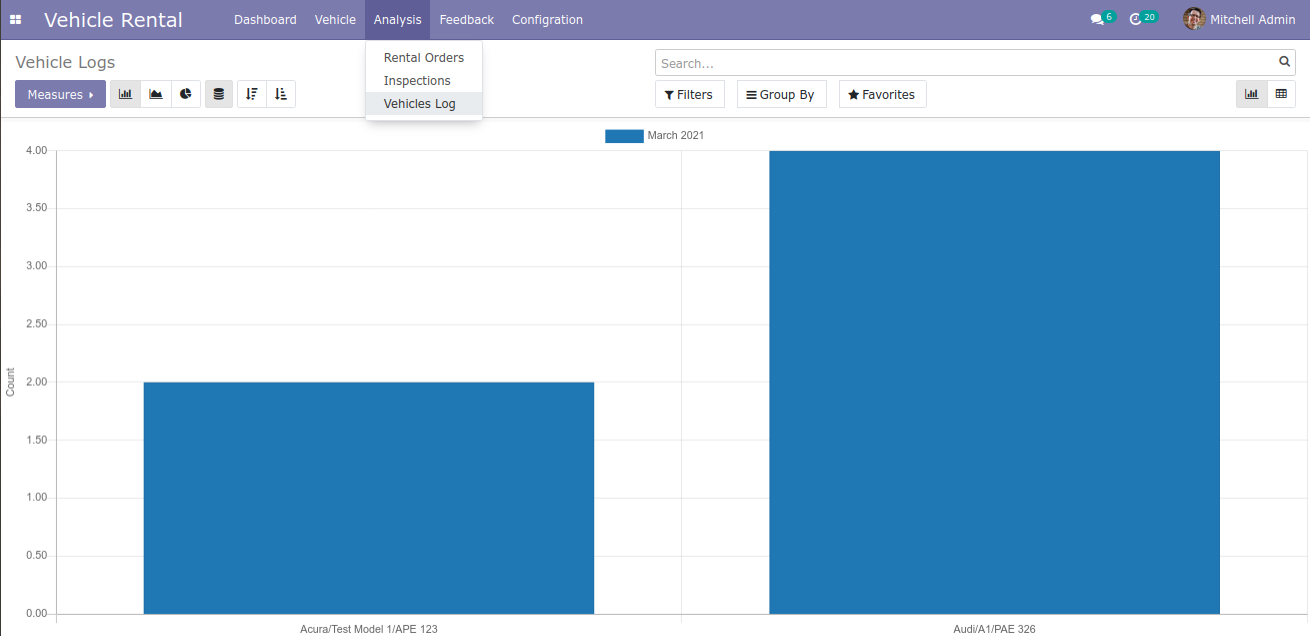 Vehicle Rental Dashboard Vehicle Analysis Feedback Configration 6 20 Mitchell Admin
Rental Orders
Inspections
Vehicles Log
Vehicle Logs
Search...
Measures
Filters Group By Favorites
March 2021
4.00
3.50
3.00
2.50
2.00
1.50
1.00
0.50
0.00
Count
Acura/Test Model 1/APE 123 Audi/A1/PAE 326